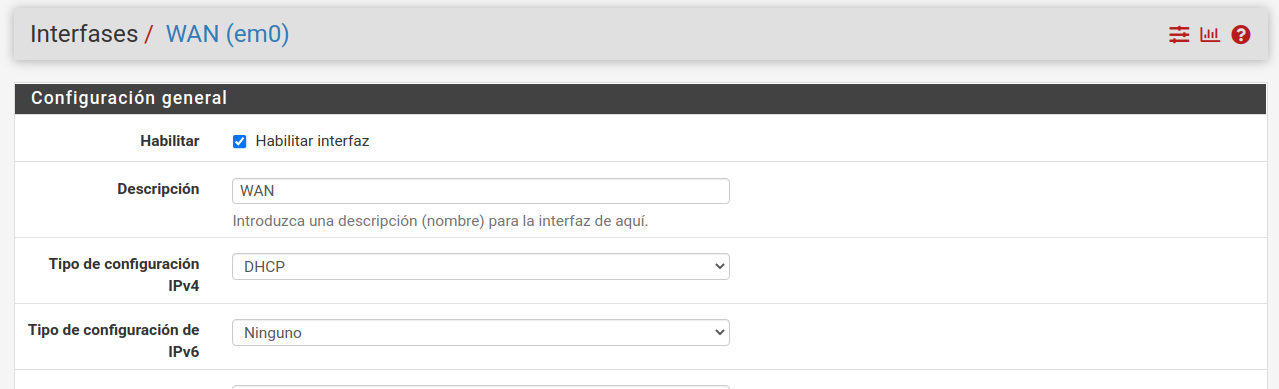 Interfases / WAN (em0)
Configuración general
Habilitar Habilitar interfaz
Descripción WAN
Introduzca una descripción (nombre) para la interfaz de aquí.
Tipo de configuración DHCP
IPv4
Tipo de configuración de Ninguno
IPv6